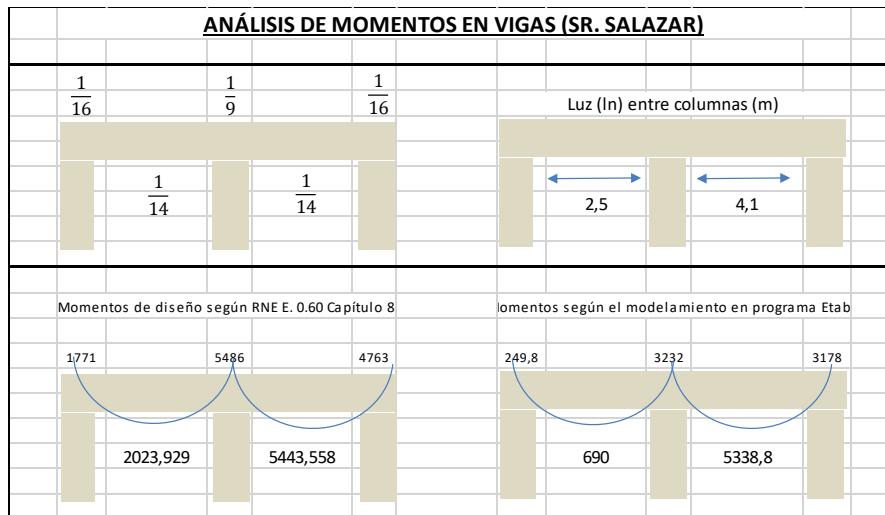 ANÁLISIS DE MOMENTOS EN VIGAS (SR. SALAZAR)
1/16 1/9 1/16
1/14 1/14
Luz (ln) entre columnas (m)
2,5 4,1
Momentos de diseño según RNE E. 0.60 Capítulo 8
1771 5486 4763
2023,929 5443,558
omentos según el modelamiento en programa Etab
249,8 3232 3178
690 5338,8